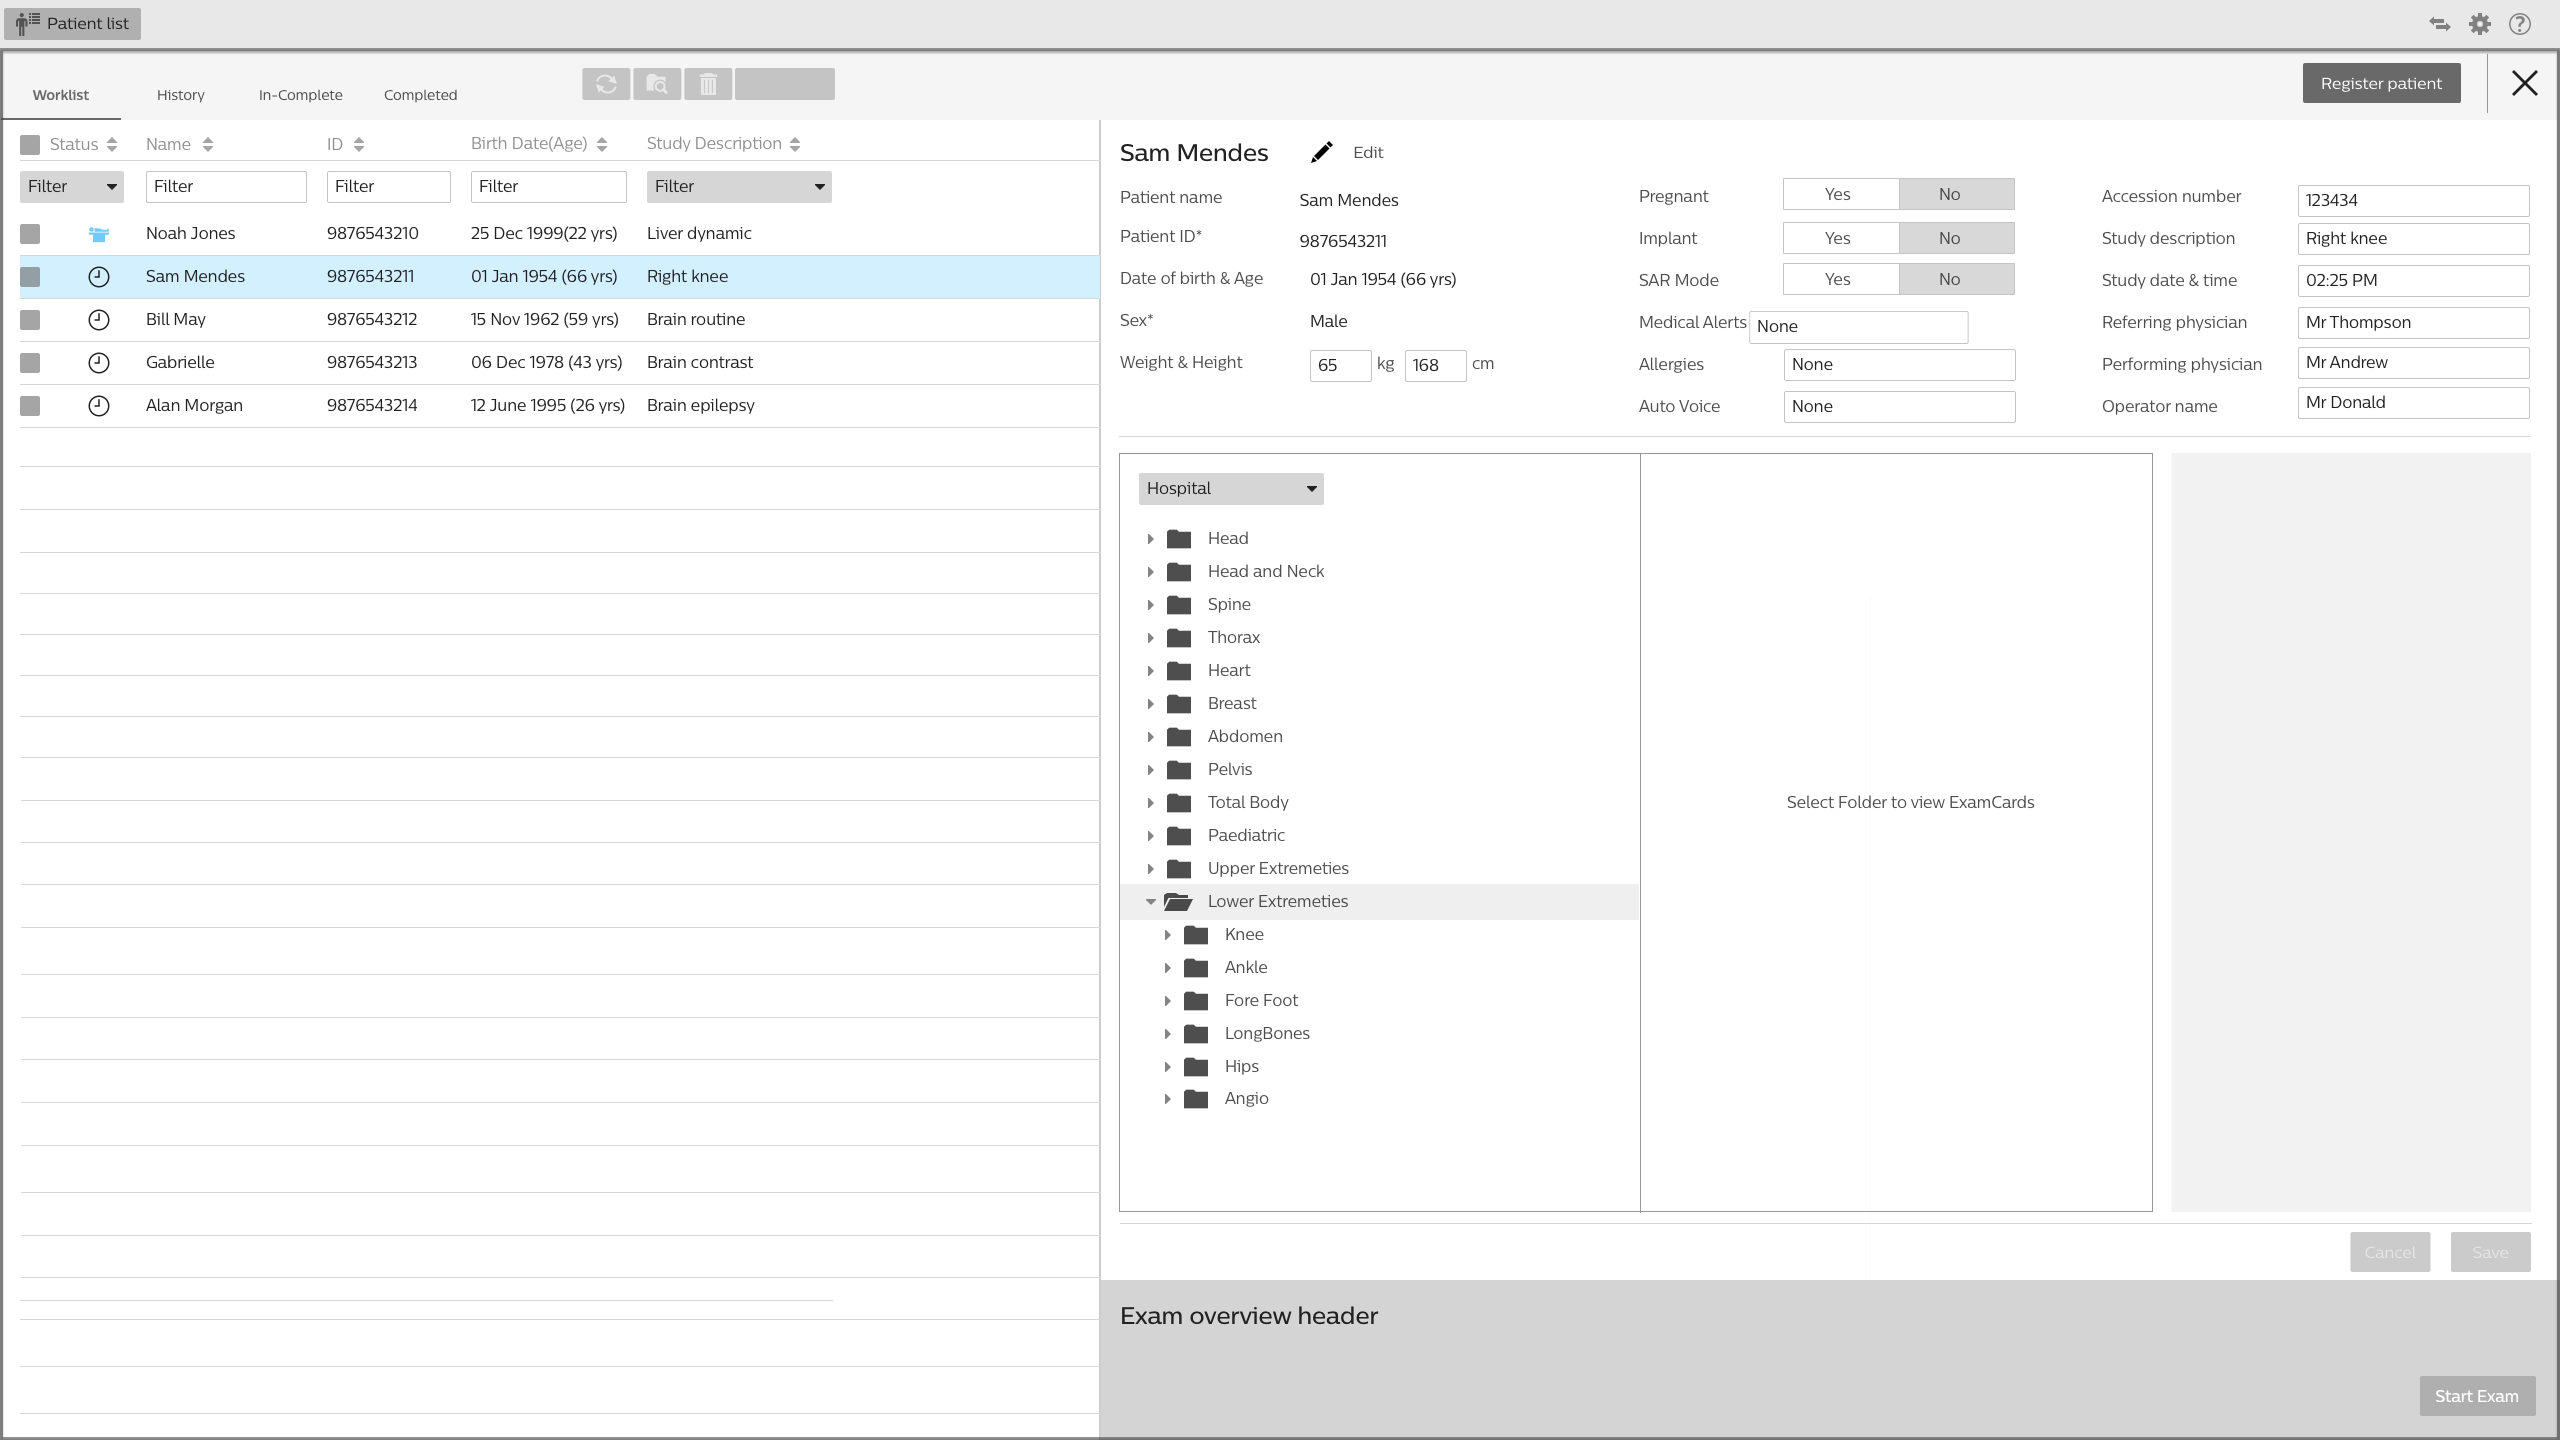 Patient list
Worklist History In-Complete Completed
Register patient
Status Name ID Birth Date(Age) Study Description
Filter Filter Filter Filter Filter
Noah Jones 9876543210 25 Dec 1999(22 yrs) Liver dynamic
Sam Mendes 9876543211 01 Jan 1954 (66 yrs) Right knee
Bill May 9876543212 15 Nov 1962 (59 yrs) Brain routine
Gabrielle 9876543213 06 Dec 1978 (43 yrs) Brain contrast
Alan Morgan 9876543214 12 June 1995 (26 yrs) Brain epilepsy
Sam Mendes Edit
Patient name Sam Mendes
Patient ID* 9876543211
Date of birth & Age 01 Jan 1954 (66 yrs)
Sex* Male
Weight & Height 65 kg 168 cm
Pregnant Yes No
Implant Yes No
SAR Mode Yes No
Medical Alerts None
Allergies None
Auto Voice None
Accession number 123434
Study description Right knee
Study date & time 02:25 PM
Referring physician Mr Thompson
Performing physician Mr Andrew
Operator name Mr Donald
Hospital
Head
Head and Neck
Spine
Thorax
Heart
Breast
Abdomen
Pelvis
Total Body
Paediatric
Upper Extremeties
Lower Extremeties
Knee
Ankle
Fore Foot
LongBones
Hips
Angio
Select Folder to view ExamCards
Cancel Save
Exam overview header
Start Exam